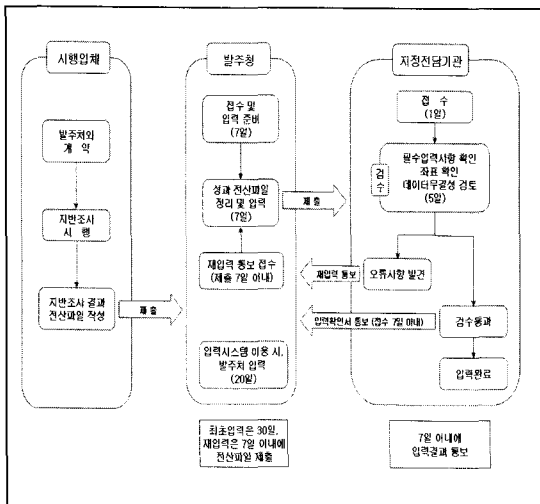 시행업체
발주처와
계 약
지반조사
시 행
지반조사 결과
전산파일 작성
제 출
발주청
접수 및
입력 준비
(7일)
성과 전산파일
정리 및 입력
(7일)
재입력 통보 접수
(제출 7일 이내)
입력시스템 이용 시,
발주처 입력
(20일)
최초입력은 30일,
재입력은 7일 이내에
전산파일 제출
제 출
재입력 통보
입력확인서 통보 (접수 7일 이내)
지정전담기관
접 수
(1일)
검
수
필수입력사항 확인
좌표 확인
데이터무결성 검토
(5일)
오류사항 발견
검수통과
입력완료
7일 이내에
입력결과 통보